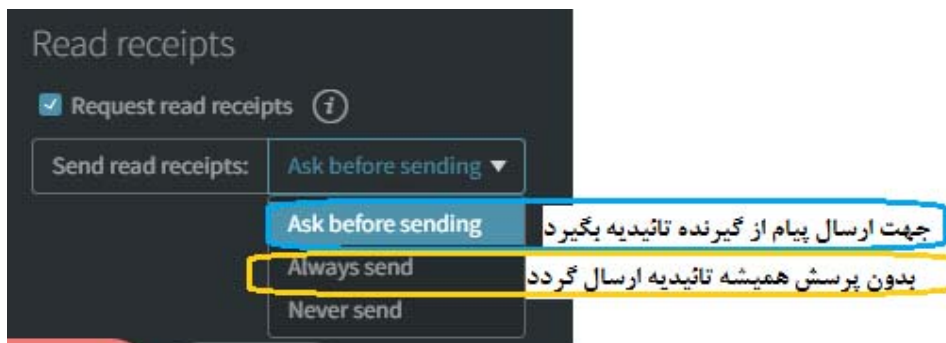 Read receipts
Request read receipts
Send read receipts: Ask before sending
Ask before sending جهت ارسال پیام از گیرنده تائیدیه بگیرد
Always send بدون پرسش همیشه تائیدیه ارسال گردد
Never send